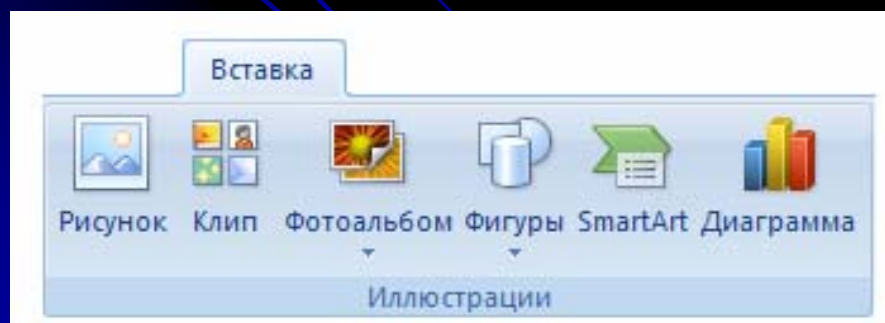 Вставка
Рисунок Клип Фотоальбом Фигуры SmartArt Диаграмма
Иллюстрации